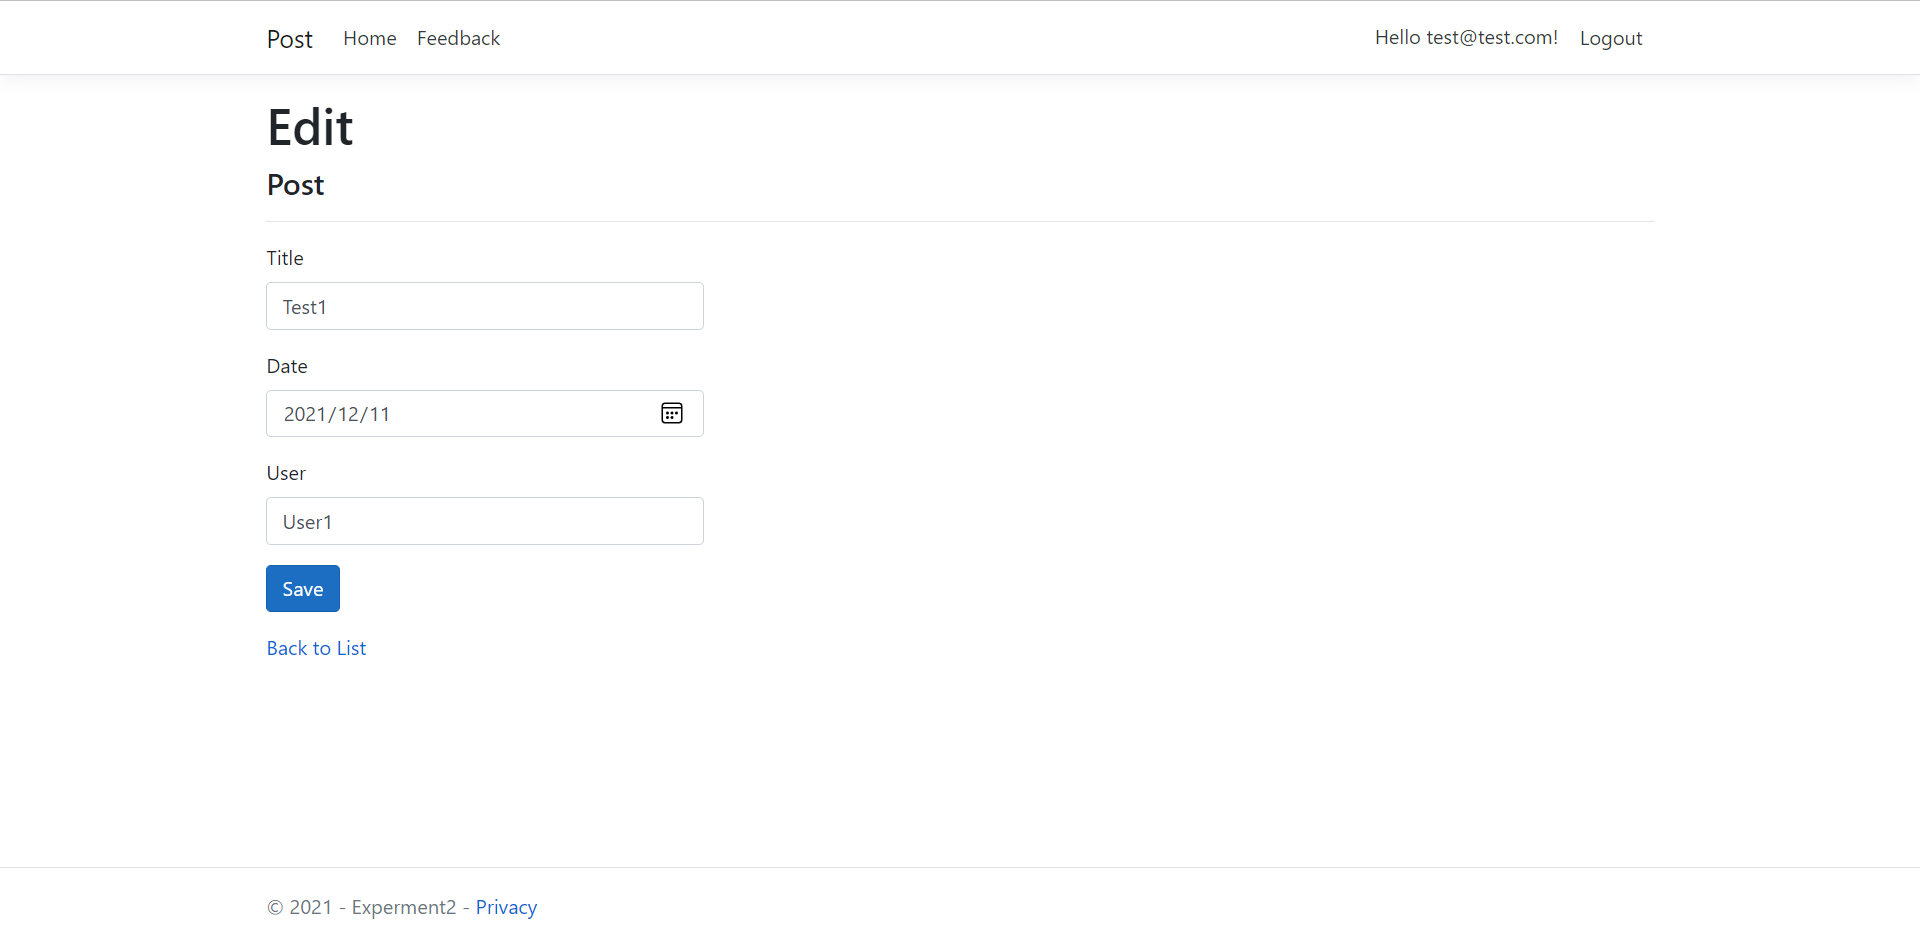 Post Home Feedback Hello test@test.com! Logout
Edit
Post
Title
Test1
Date
2021/12/11
User
User1
Save
Back to List
© 2021 - Experment2 - Privacy